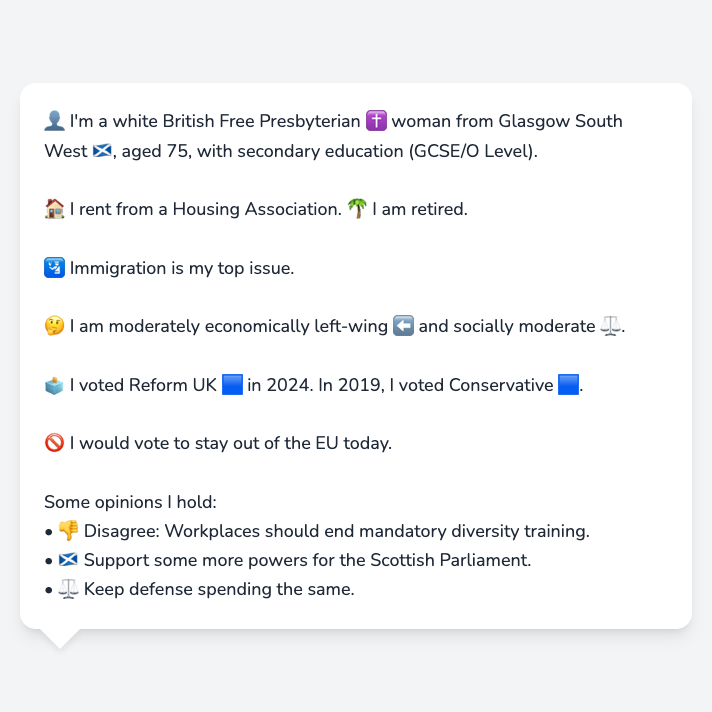 👤 I'm a white British Free Presbyterian ✝️ woman from Glasgow South
West 🏴󠁧󠁢󠁳󠁣󠁴󠁿, aged 75, with secondary education (GCSE/O Level).
🏠 I rent from a Housing Association. 🌴 I am retired.
🛂 Immigration is my top issue.
🤔 I am moderately economically left-wing ⬅️ and socially moderate ⚖️.
🗳️ I voted Reform UK 🟦 in 2024. In 2019, I voted Conservative 🟦.
🚫 I would vote to stay out of the EU today.
Some opinions I hold:
• 👎 Disagree: Workplaces should end mandatory diversity training.
• 🏴󠁧󠁢󠁳󠁣󠁴󠁿 Support some more powers for the Scottish Parliament.
• ⚖️ Keep defense spending the same.